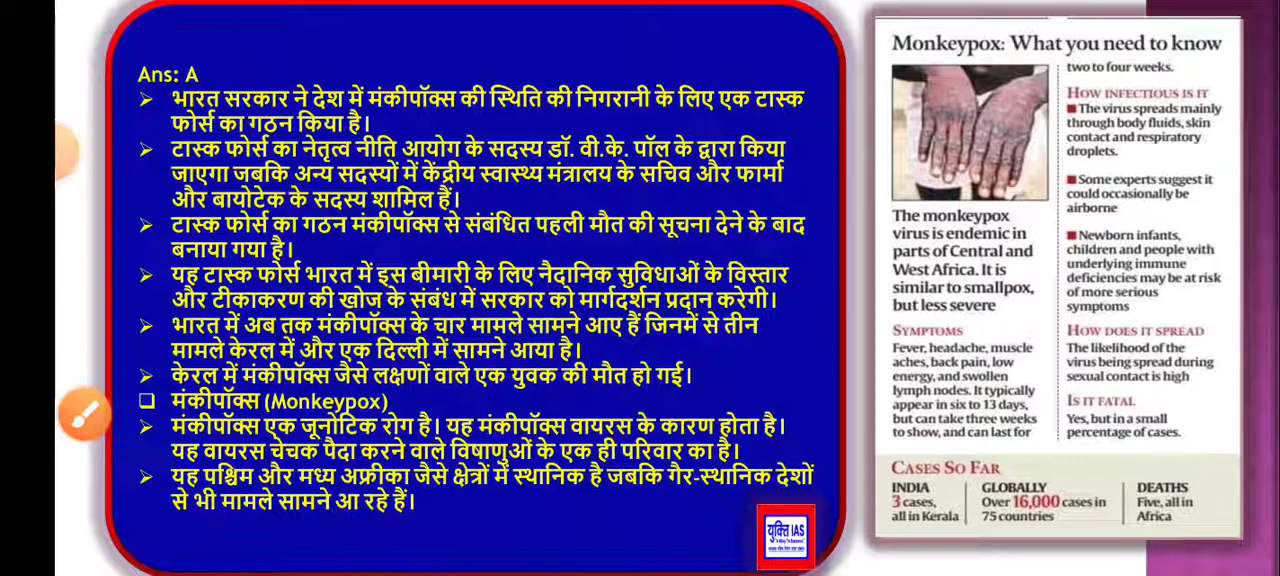 Ans: A
➢ भारत सरकार ने देश में मंकीपॉक्स की स्थिति की निगरानी के लिए एक टास्क
फोर्स का गठन किया है।
➢ टास्क फोर्स का नेतृत्व नीति आयोग के सदस्य डॉ. वी.के. पॉल के द्वारा किया
जाएगा जबकि अन्य सदस्यों में केंद्रीय स्वास्थ्य मंत्रालय के सचिव और फार्मा
और बायोटेक के सदस्य शामिल हैं।
➢ टास्क फोर्स का गठन मंकीपॉक्स से संबंधित पहली मौत की सूचना देने के बाद
बनाया गया है।
➢ यह टास्क फोर्स भारत में इस बीमारी के लिए नैदानिक सुविधाओं के विस्तार
और टीकाकरण की खोज के संबंध में सरकार को मार्गदर्शन प्रदान करेगी।
➢ भारत में अब तक मंकीपॉक्स के चार मामले सामने आए हैं जिनमें से तीन
मामले केरल में और एक दिल्ली में सामने आया है।
➢ केरल में मंकीपॉक्स जैसे लक्षणों वाले एक युवक की मौत हो गई।
❑ मंकीपॉक्स (Monkeypox)
➢ मंकीपॉक्स एक जूनोटिक रोग है। यह मंकीपॉक्स वायरस के कारण होता है।
यह वायरस चेचक पैदा करने वाले विषाणुओं के एक ही परिवार का है।
➢ यह पश्चिम और मध्य अफ्रीका जैसे क्षेत्रों में स्थानिक है जबकि गैर-स्थानिक देशों
से भी मामले सामने आ रहे हैं।
युक्ति IAS
Monkeypox: What you need to know
The monkeypox
virus is endemic in
parts of Central and
West Africa. It is
similar to smallpox,
but less severe
SYMPTOMS
Fever, headache, muscle
aches, back pain, low
energy, and swollen
lymph nodes. It typically
appear in six to 13 days,
but can take three weeks
to show, and can last for
two to four weeks.
HOW INFECTIOUS IS IT
■ The virus spreads mainly
through body fluids, skin
contact and respiratory
droplets.
■ Some experts suggest it
could occasionally be
airborne
■ Newborn infants,
children and people with
underlying immune
deficiencies may be at risk
of more serious
symptoms
HOW DOES IT SPREAD
The likelihood of the
virus being spread during
sexual contact is high
IS IT FATAL
Yes, but in a small
percentage of cases.
CASES SO FAR
INDIA
3 cases,
all in Kerala
GLOBALLY
Over 16,000 cases in
75 countries
DEATHS
Five, all in
Africa